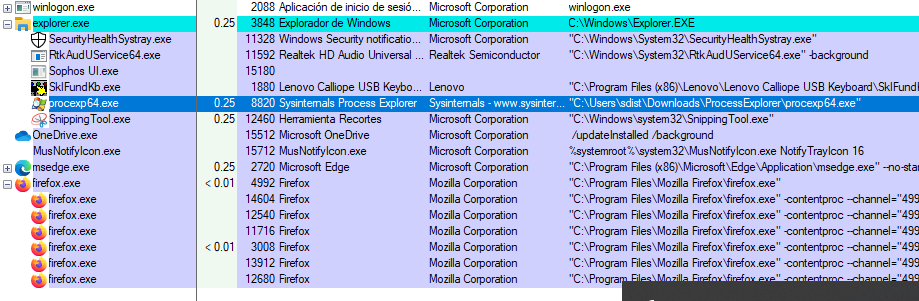 winlogon.exe 2088 Aplicación de inicio de sesió... Microsoft Corporation winlogon.exe
explorer.exe 0.25 3848 Explorador de Windows Microsoft Corporation C:\Windows\Explorer.EXE
SecurityHealthSystray.exe 11328 Windows Security notificatio... Microsoft Corporation "C:\Windows\System32\SecurityHealthSystray.exe"
RtkAudUService64.exe 11592 Realtek HD Audio Universal ... Realtek Semiconductor "C:\Windows\System32\RtkAudUService64.exe" -background
Sophos UI.exe 15180
SklFundKb.exe 1880 Lenovo Calliope USB Keybo... Lenovo "C:\Program Files (x86)\Lenovo\Lenovo Calliope USB Keyboard\SklFundK
procexp64.exe 0.25 8820 Sysinternals Process Explorer Sysinternals - www.sysinter... "C:\Users\sdist\Downloads\ProcessExplorer\procexp64.exe"
SnippingTool.exe 0.25 12460 Herramienta Recortes Microsoft Corporation "C:\Windows\system32\SnippingTool.exe"
OneDrive.exe 15512 Microsoft OneDrive Microsoft Corporation /updateInstalled /background
MusNotifyIcon.exe 15712 MusNotifyIcon.exe Microsoft Corporation %systemroot%\system32\MusNotifyIcon.exe NotifyTrayIcon 16
msedge.exe 0.25 2720 Microsoft Edge Microsoft Corporation "C:\Program Files (x86)\Microsoft\Edge\Application\msedge.exe" --no-star
firefox.exe < 0.01 4992 Firefox Mozilla Corporation "C:\Program Files\Mozilla Firefox\firefox.exe"
firefox.exe 14604 Firefox Mozilla Corporation "C:\Program Files\Mozilla Firefox\firefox.exe" -contentproc --channel="499
firefox.exe 12540 Firefox Mozilla Corporation "C:\Program Files\Mozilla Firefox\firefox.exe" -contentproc --channel="499
firefox.exe 11716 Firefox Mozilla Corporation "C:\Program Files\Mozilla Firefox\firefox.exe" -contentproc --channel="499
firefox.exe < 0.01 3008 Firefox Mozilla Corporation "C:\Program Files\Mozilla Firefox\firefox.exe" -contentproc --channel="499
firefox.exe 13912 Firefox Mozilla Corporation "C:\Program Files\Mozilla Firefox\firefox.exe" -contentproc --channel="499
firefox.exe 12680 Firefox Mozilla Corporation "C:\Program Files\Mozilla Firefox\firefox.exe" -contentproc --channel="499